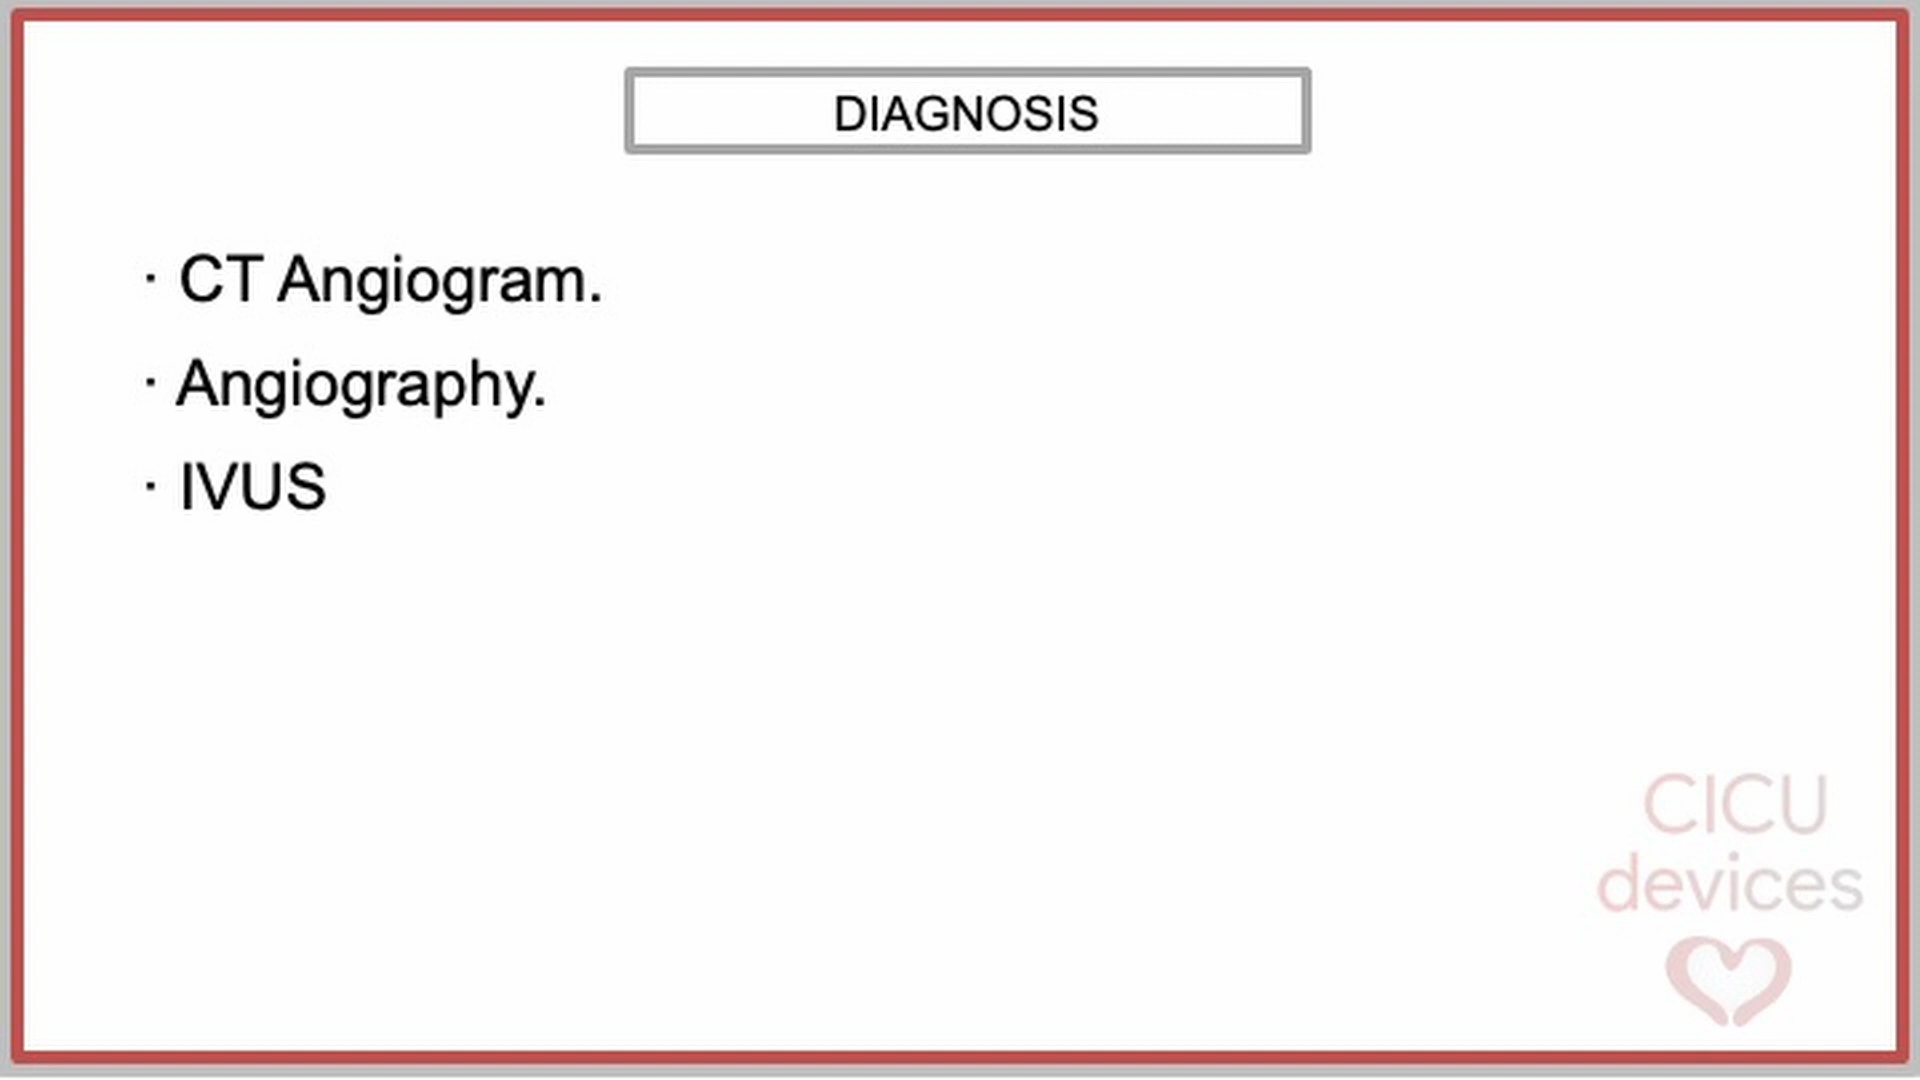 DIAGNOSIS
· CT Angiogram.
· Angiography.
· IVUS
CICU
devices